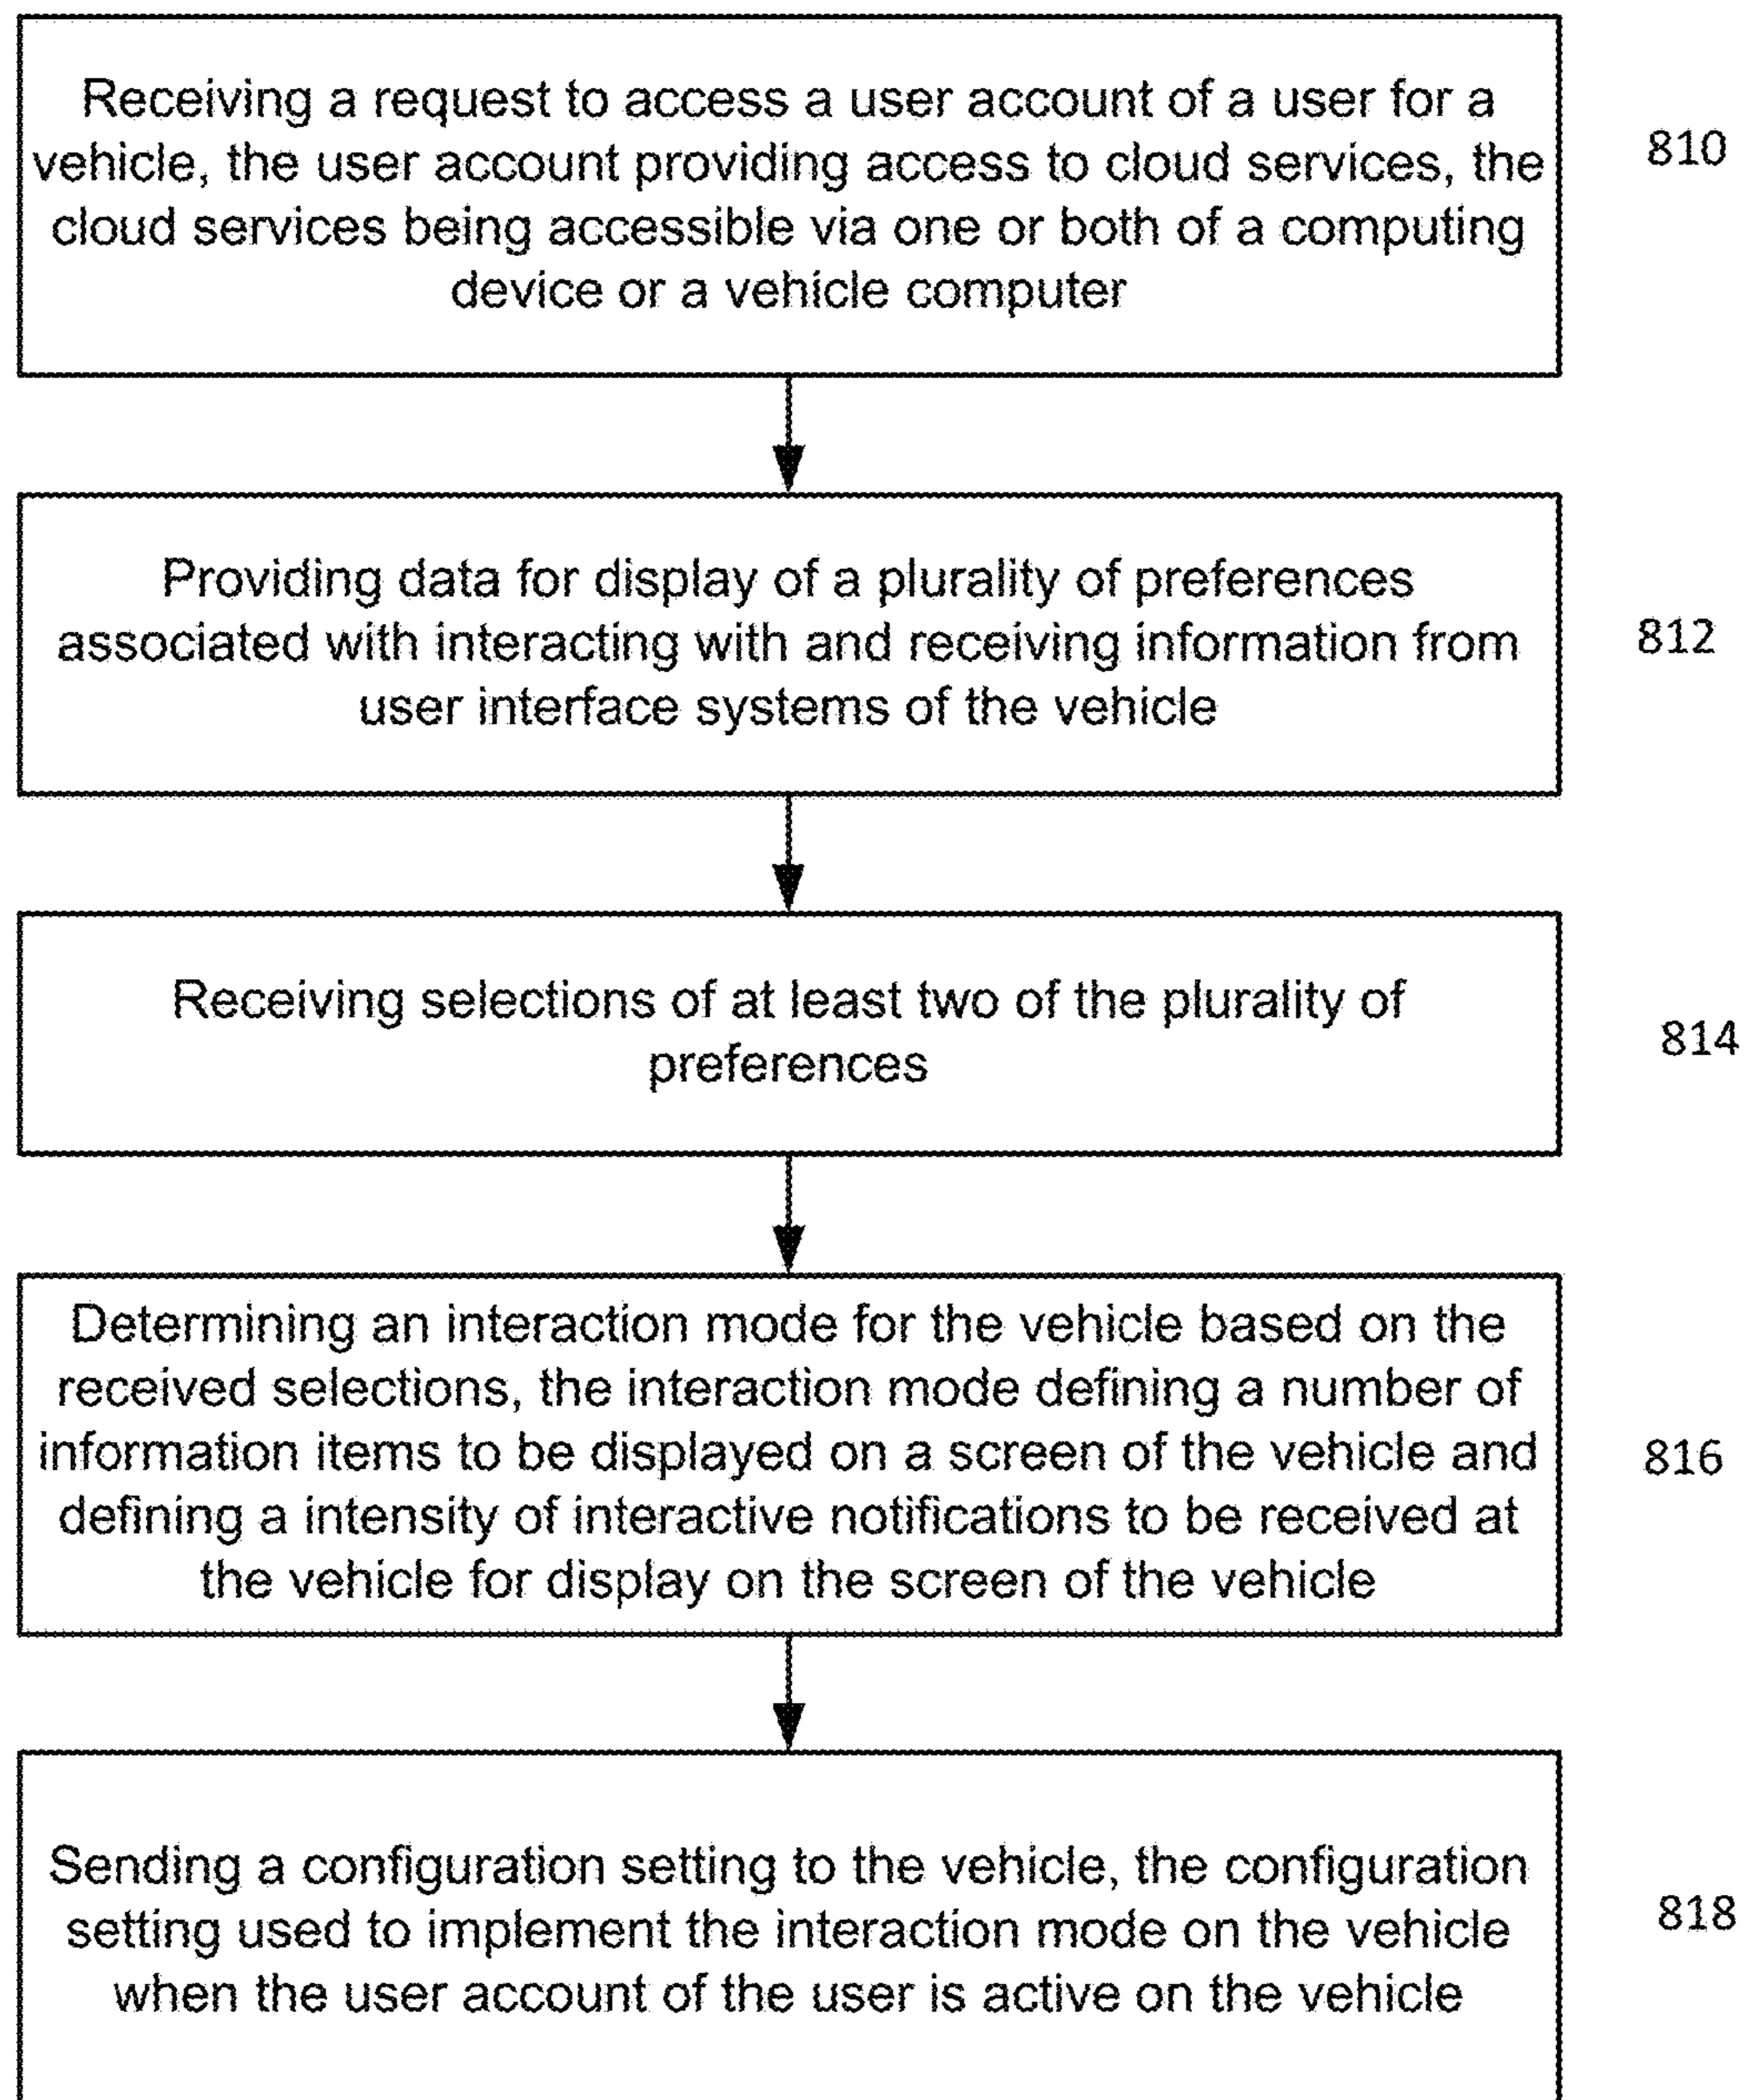 Receiving a request to access a user account of a user for a
vehicle, the user account providing access to cloud services, the
cloud services being accessible via one or both of a computing
device or a vehicle computer
810
Providing data for display of a plurality of preferences
associated with interacting with and receiving information from
user interface systems of the vehicle
812
Receiving selections of at least two of the plurality of
preferences
814
Determining an interaction mode for the vehicle based on the
received selections, the interaction mode defining a number of
information items to be displayed on a screen of the vehicle and
defining a intensity of interactive notifications to be received at
the vehicle for display on the screen of the vehicle
816
Sending a configuration setting to the vehicle, the configuration
setting used to implement the interaction mode on the vehicle
when the user account of the user is active on the vehicle
818